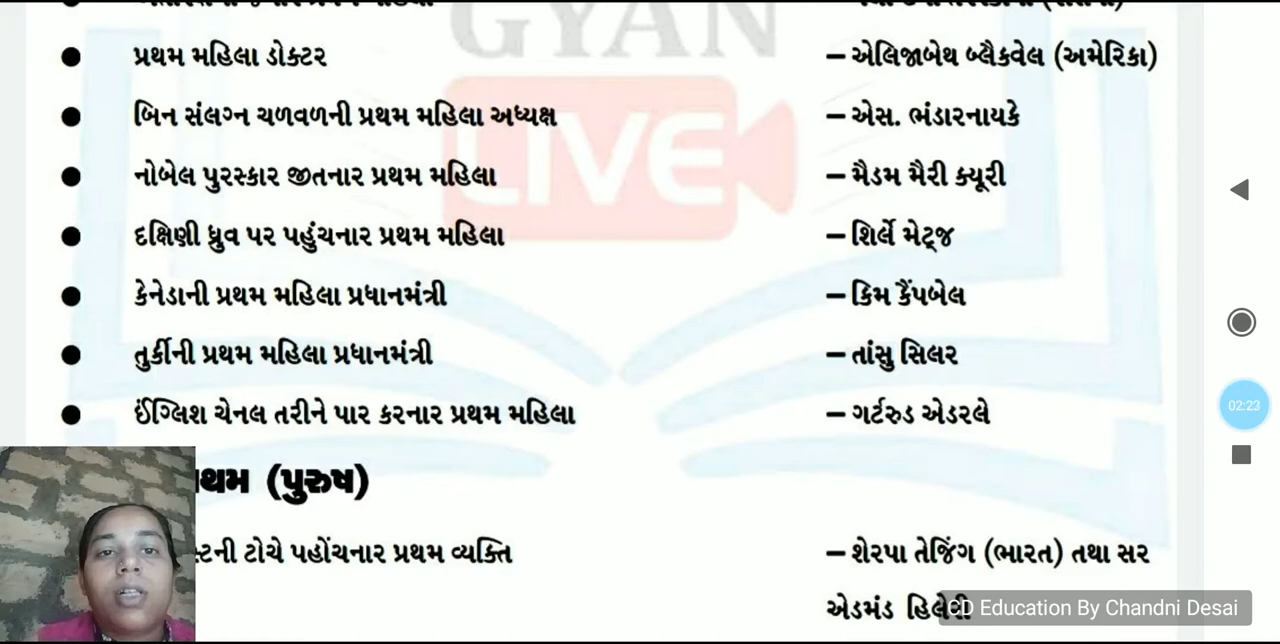 GYAN
● પ્રથમ મહિલા ડોક્ટર – એલિજાબેથ બ્લૈકવેલ (અમેરિકા)
● બિન સંલગ્ન ચળવળની પ્રથમ મહિલા અધ્યક્ષ – એસ. ભંડારનાયકે
LIVE
● નોબેલ પુરસ્કાર જીતનાર પ્રથમ મહિલા – મૈડમ મૈરી ક્યૂરી
● દક્ષિણી ધ્રુવ પર પહુંચનાર પ્રથમ મહિલા – શિર્લે મેટ્જ
● કેનેડાની પ્રથમ મહિલા પ્રધાનમંત્રી – કિમ કૈંપબેલ
● તુર્કીની પ્રથમ મહિલા પ્રધાનમંત્રી – તાંસુ સિલર
● ઈંગ્લિશ ચેનલ તરીને પાર કરનાર પ્રથમ મહિલા – ગર્ટરુડ એડરલે
02:23
(પુરુષ)
ટોચે પહોંચનાર પ્રથમ વ્યક્તિ – શેરપા તેજિંગ (ભારત) તથા સર
એડમંડ હિલેરી
CD Education By Chandni Desai